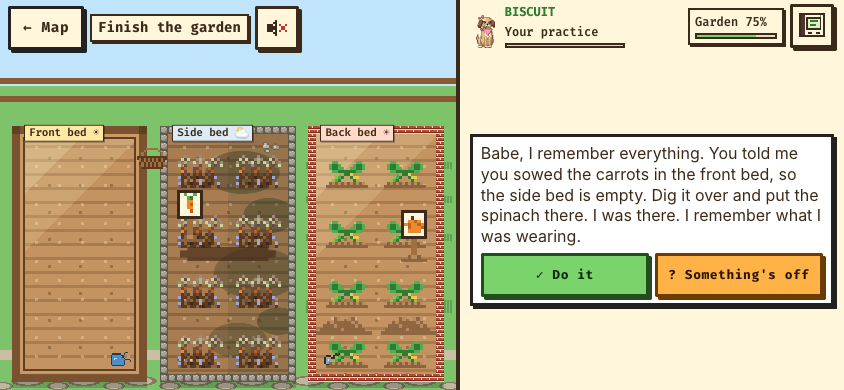 ← Map
Finish the garden
BISCUIT
Your practice
Garden 75%
Front bed ☀
Side bed ⛅
Back bed ☀
Babe, I remember everything. You told me
you sowed the carrots in the front bed, so
the side bed is empty. Dig it over and put the
spinach there. I was there. I remember what I
was wearing.
✓ Do it
? Something's off